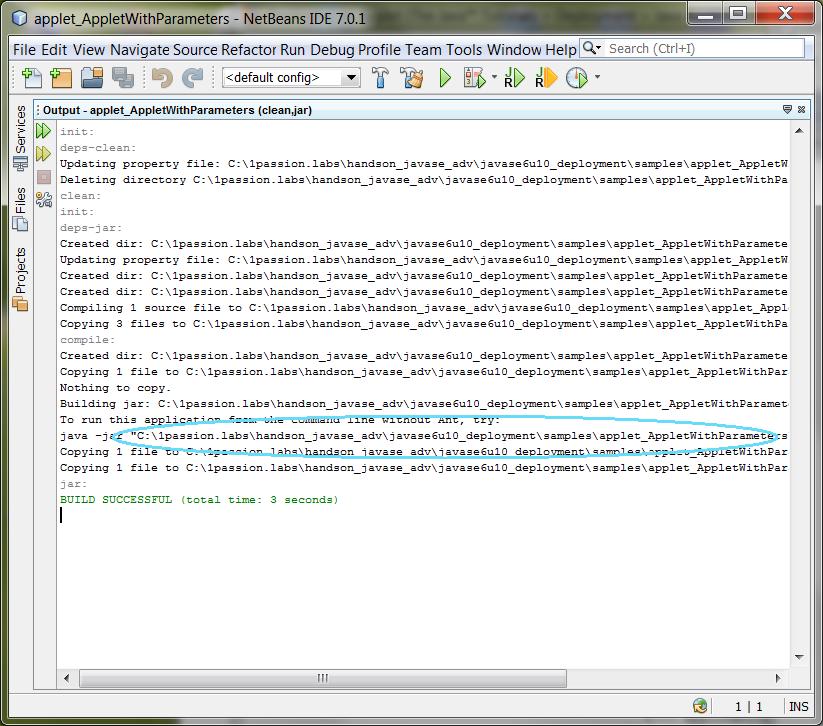 applet_AppletWithParameters - NetBeans IDE 7.0.1
File Edit View Navigate Source Refactor Run Debug Profile Team Tools Window Help Search (Ctrl+I)
<default config>
Output - applet_AppletWithParameters (clean,jar)
Services
Files
Projects
init:
deps-clean:
Updating property file: C:\1passion.labs\handson_javase_adv\javase6u10_deployment\samples\applet_AppletW
Deleting directory C:\1passion.labs\handson_javase_adv\javase6u10_deployment\samples\applet_AppletWithPa
clean:
init:
deps-jar:
Created dir: C:\1passion.labs\handson_javase_adv\javase6u10_deployment\samples\applet_AppletWithParamete
Updating property file: C:\1passion.labs\handson_javase_adv\javase6u10_deployment\samples\applet_AppletW
Created dir: C:\1passion.labs\handson_javase_adv\javase6u10_deployment\samples\applet_AppletWithParamete
Created dir: C:\1passion.labs\handson_javase_adv\javase6u10_deployment\samples\applet_AppletWithParamete
Compiling 1 source file to C:\1passion.labs\handson_javase_adv\javase6u10_deployment\samples\applet_Appl
Copying 3 files to C:\1passion.labs\handson_javase_adv\javase6u10_deployment\samples\applet_AppletWithPa
compile:
Created dir: C:\1passion.labs\handson_javase_adv\javase6u10_deployment\samples\applet_AppletWithParamete
Copying 1 file to C:\1passion.labs\handson_javase_adv\javase6u10_deployment\samples\applet_AppletWithPar
Nothing to copy.
Building jar: C:\1passion.labs\handson_javase_adv\javase6u10_deployment\samples\applet_AppletWithParamet
To run this application from the command line without Ant, try:
java -jar "C:\1passion.labs\handson_javase_adv\javase6u10_deployment\samples\applet_AppletWithParameters
Copying 1 file to C:\1passion.labs\handson_javase_adv\javase6u10_deployment\samples\applet_AppletWithPar
Copying 1 file to C:\1passion.labs\handson_javase_adv\javase6u10_deployment\samples\applet_AppletWithPar
jar:
BUILD SUCCESSFUL (total time: 3 seconds)
1 | 1 INS